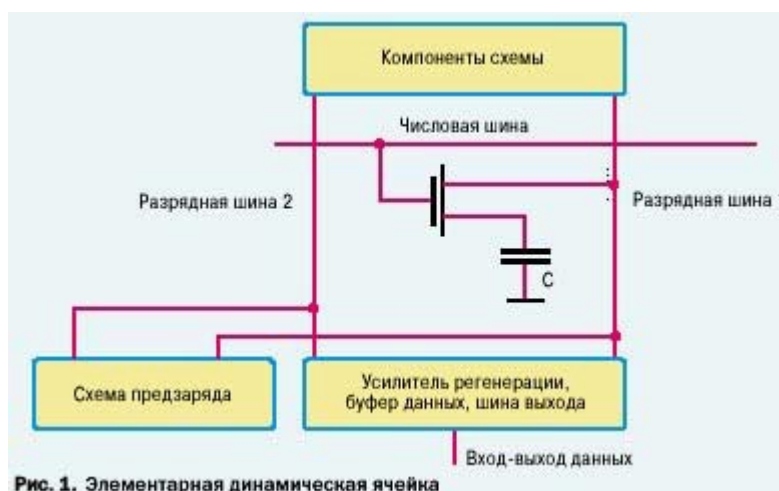 Компоненты схемы
Числовая шина
Разрядная шина 2
Разрядная шина
C
Схема предзаряда
Усилитель регенерации,
буфер данных, шина выхода
Вход-выход данных
Рис. 1. Элементарная динамическая ячейка